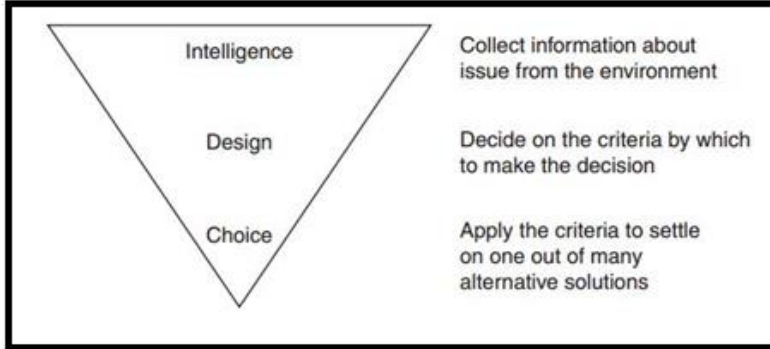 Intelligence
Collect information about
issue from the environment
Design
Decide on the criteria by which
to make the decision
Choice
Apply the criteria to settle
on one out of many
alternative solutions